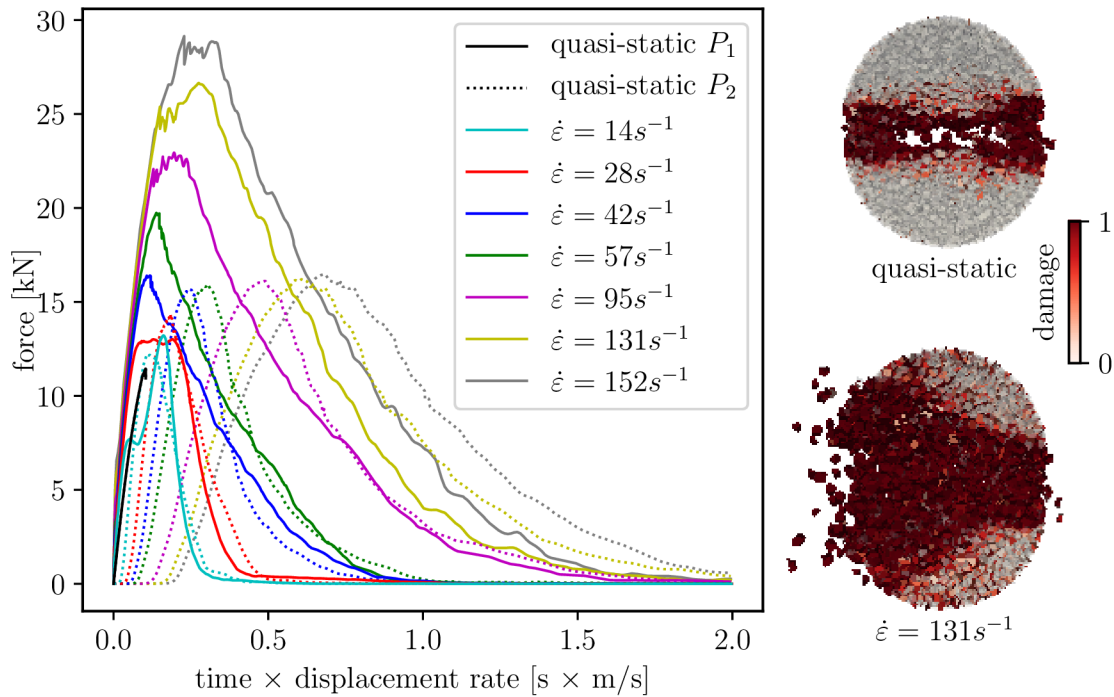 30
25
20
15
10
5
0
force [kN]
0.0 0.5 1.0 1.5 2.0
time × displacement rate [s × m/s]
quasi-static P₁
quasi-static P₂
ε̇ = 14s⁻¹
ε̇ = 28s⁻¹
ε̇ = 42s⁻¹
ε̇ = 57s⁻¹
ε̇ = 95s⁻¹
ε̇ = 131s⁻¹
ε̇ = 152s⁻¹
quasi-static
damage
1
0
ε̇ = 131s⁻¹